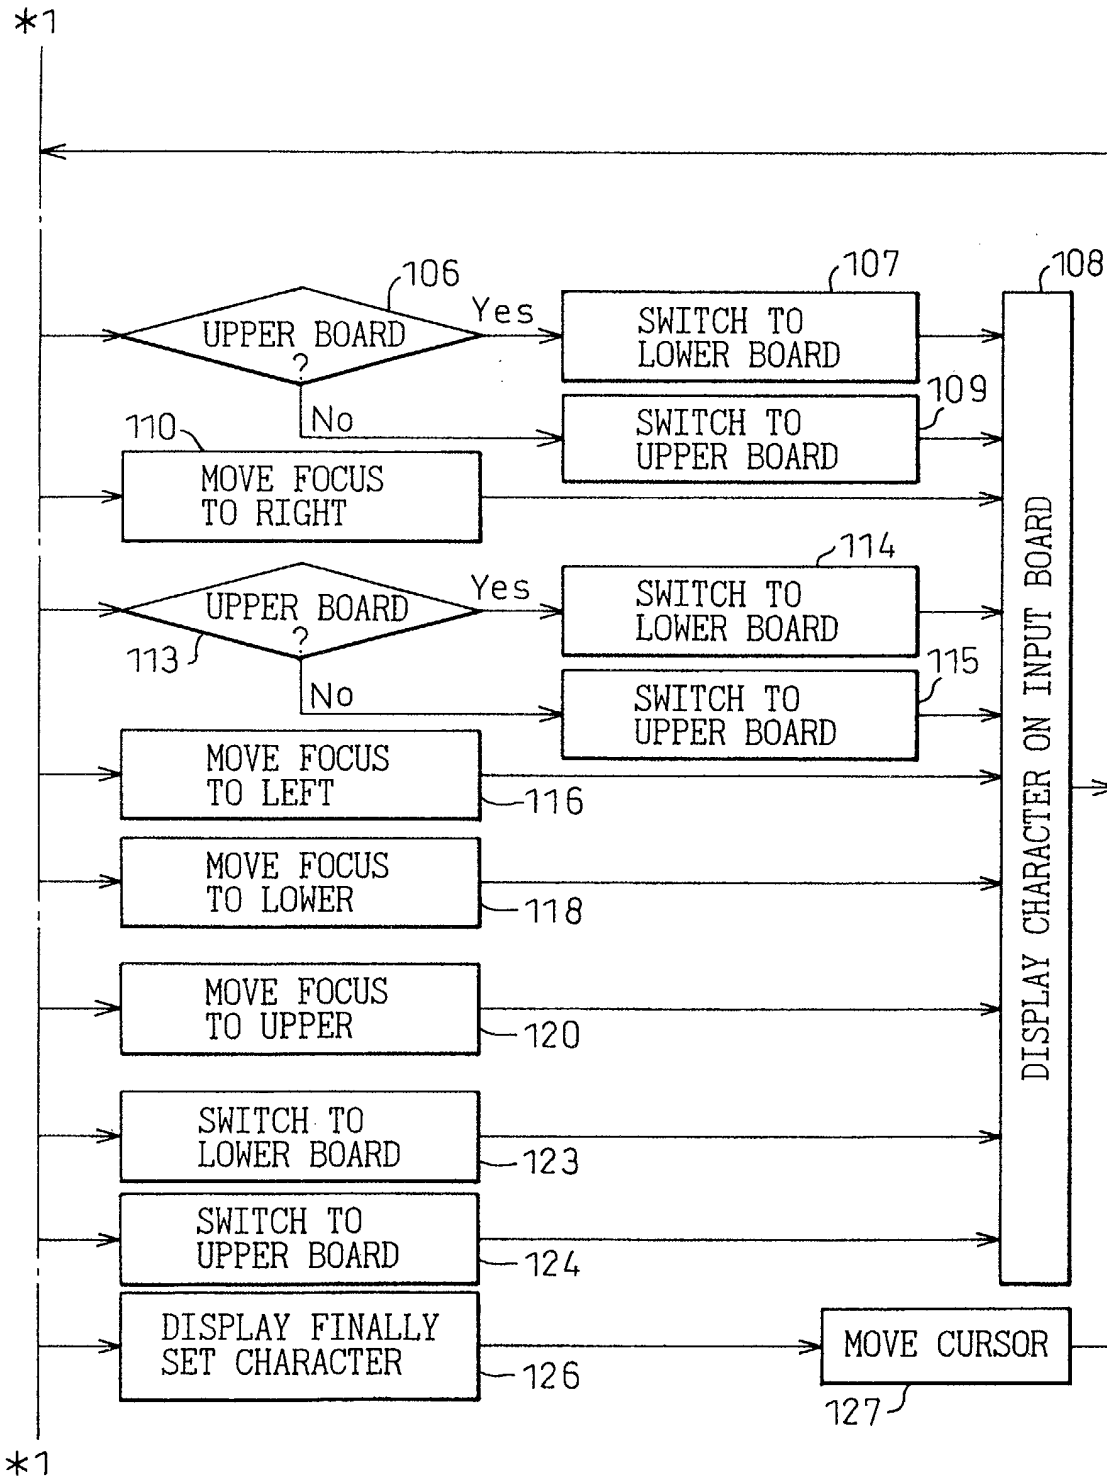 *1
106
UPPER BOARD
?
Yes
No
107
SWITCH TO
LOWER BOARD
108
109
SWITCH TO
UPPER BOARD
110
MOVE FOCUS
TO RIGHT
113
UPPER BOARD
?
Yes
No
114
SWITCH TO
LOWER BOARD
115
SWITCH TO
UPPER BOARD
MOVE FOCUS
TO LEFT
116
MOVE FOCUS
TO LOWER
118
MOVE FOCUS
TO UPPER
120
SWITCH TO
LOWER BOARD
123
SWITCH TO
UPPER BOARD
124
DISPLAY FINALLY
SET CHARACTER
126
DISPLAY CHARACTER ON INPUT BOARD
MOVE CURSOR
127
*1